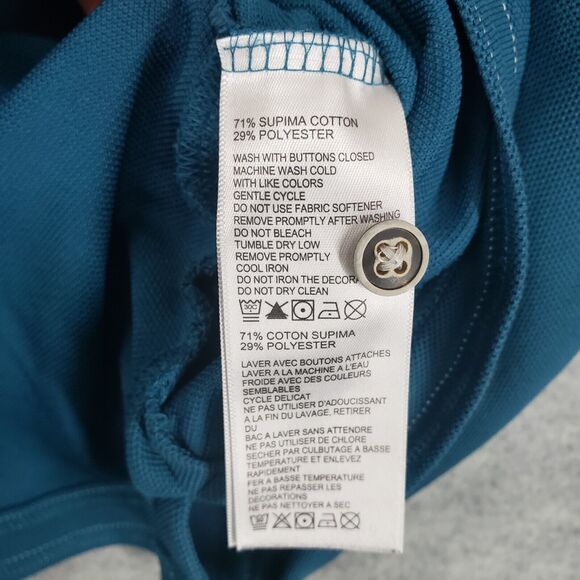 71% SUPIMA COTTON
29% POLYESTER
WASH WITH BUTTONS CLOSED
MACHINE WASH COLD
WITH LIKE COLORS
GENTLE CYCLE
DO NOT USE FABRIC SOFTENER
REMOVE PROMPTLY AFTER WASHING
DO NOT BLEACH
TUMBLE DRY LOW
REMOVE PROMPTLY
COOL IRON
DO NOT IRON THE DECORA
DO NOT DRY CLEAN
30C
71% COTON SUPIMA
29% POLYESTER
LAVER AVEC BOUTONS ATTACHES
LAVER A LA MACHINE A L'EAU
FROIDE AVEC DES COULEURS
SEMBLABLES
CYCLE DELICAT
NE PAS UTILISER D'ADOUCISSANT
A LA FIN DU LAVAGE, RETIRER
DU
BAC A LAVER SANS ATTENDRE
NE PAS UTILISER DE CHLORE
SECHER PAR CULBUTAGE A BASSE
TEMPERATURE ET ENLEVEZ
RAPIDEMENT
FER A BASSE TEMPERATURE
NE PAS REPASSER LES
DECORATIONS
NE PAS NETTOYER A SEC